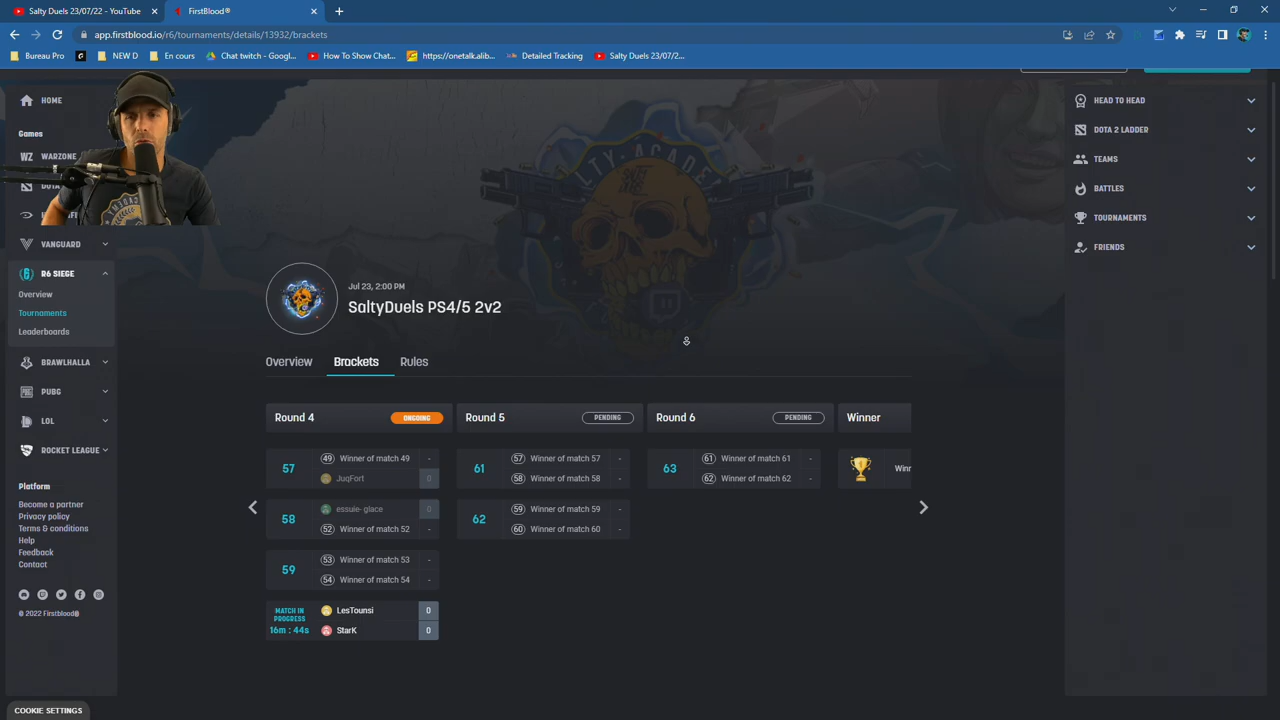 Salty Duels 23/07/22 - YouTube
FirstBlood®
app.firstblood.io/r6/tournaments/details/13932/brackets
Bureau Pro
NEW D
En cours
Chat twitch - Googl...
How To Show Chat...
https://onetalk.alib...
Detailed Tracking
Salty Duels 23/07/2...
HOME
Games
WZ WARZONE
VANGUARD
R6 SIEGE
Overview
Tournaments
Leaderboards
BRAWLHALLA
PUBG
LOL
ROCKET LEAGUE
Platform
Become a partner
Privacy policy
Terms & conditions
Help
Feedback
Contact
© 2022 Firstblood®
COOKIE SETTINGS
LTY·ACADE
Jul 23, 2:00 PM
SaltyDuels PS4/5 2v2
Overview
Brackets
Rules
Round 4 ONGOING
Round 5 PENDING
Round 6 PENDING
Winner
57
49 Winner of match 49 -
JuqFort 0
58
essuie- glace 0
52 Winner of match 52 -
59
53 Winner of match 53 -
54 Winner of match 54 -
MATCH IN PROGRESS
16m : 44s
LesTounsi 0
StarK 0
61
57 Winner of match 57 -
58 Winner of match 58 -
62
59 Winner of match 59 -
60 Winner of match 60 -
63
61 Winner of match 61 -
62 Winner of match 62 -
Winr
HEAD TO HEAD
DOTA 2 LADDER
TEAMS
BATTLES
TOURNAMENTS
FRIENDS